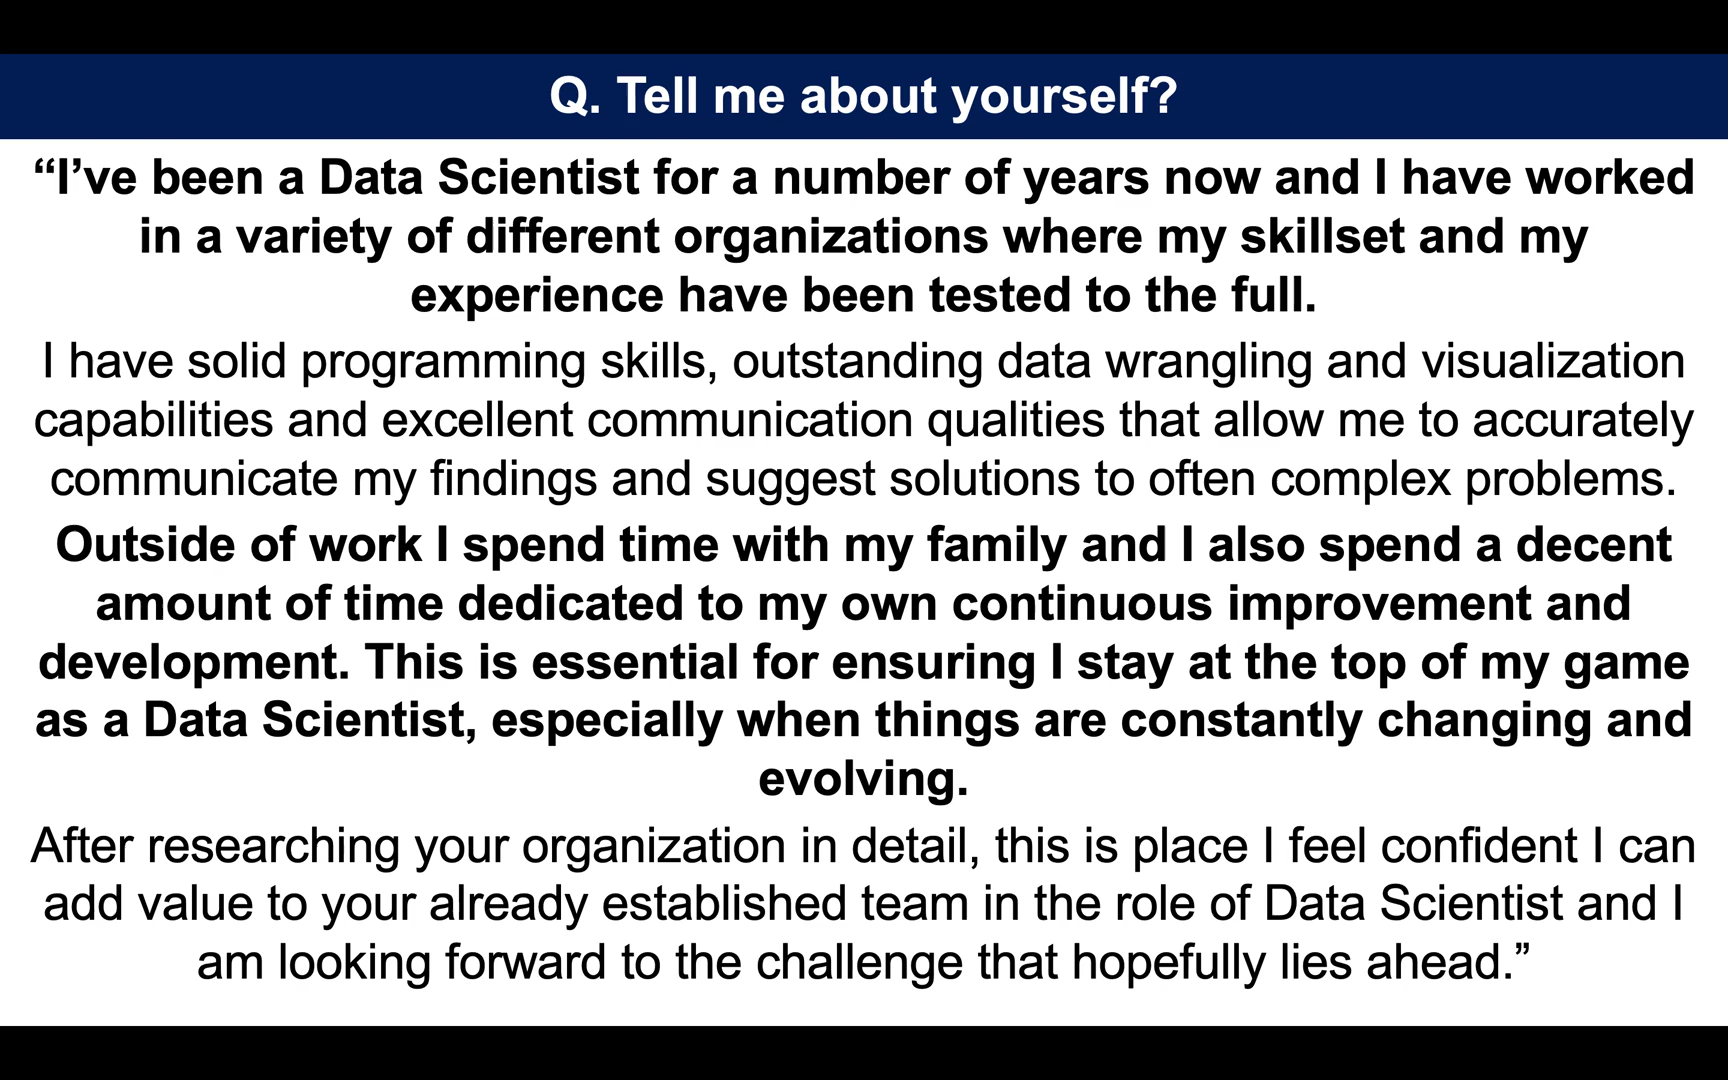 Q. Tell me about yourself?
“I’ve been a Data Scientist for a number of years now and I have worked
in a variety of different organizations where my skillset and my
experience have been tested to the full.
I have solid programming skills, outstanding data wrangling and visualization
capabilities and excellent communication qualities that allow me to accurately
communicate my findings and suggest solutions to often complex problems.
Outside of work I spend time with my family and I also spend a decent
amount of time dedicated to my own continuous improvement and
development. This is essential for ensuring I stay at the top of my game
as a Data Scientist, especially when things are constantly changing and
evolving.
After researching your organization in detail, this is place I feel confident I can
add value to your already established team in the role of Data Scientist and I
am looking forward to the challenge that hopefully lies ahead.”